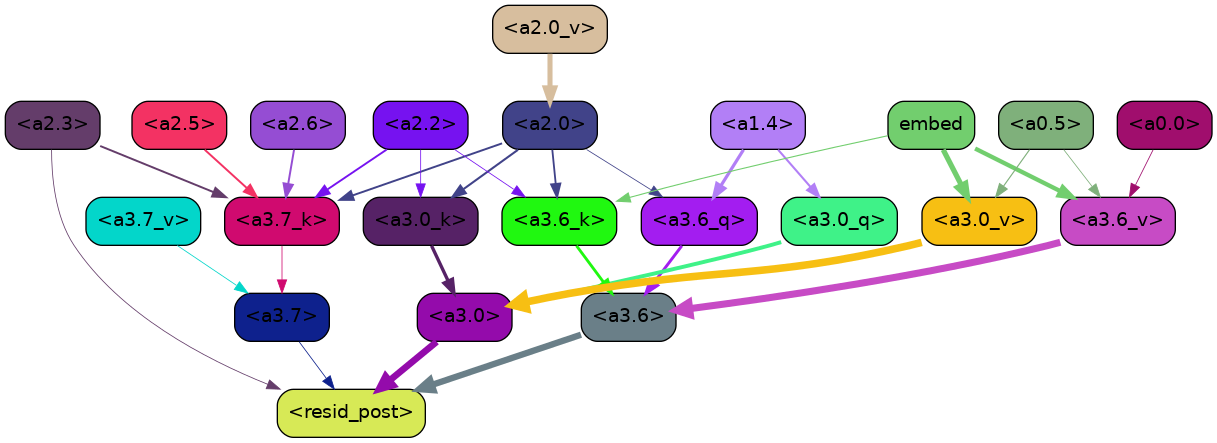 <a2.0_v>
<a2.3> <a2.5> <a2.6> <a2.2> <a2.0> <a1.4> embed <a0.5> <a0.0>
<a3.7_v> <a3.7_k> <a3.0_k> <a3.6_k> <a3.6_q> <a3.0_q> <a3.0_v> <a3.6_v>
<a3.7> <a3.0> <a3.6>
<resid_post>